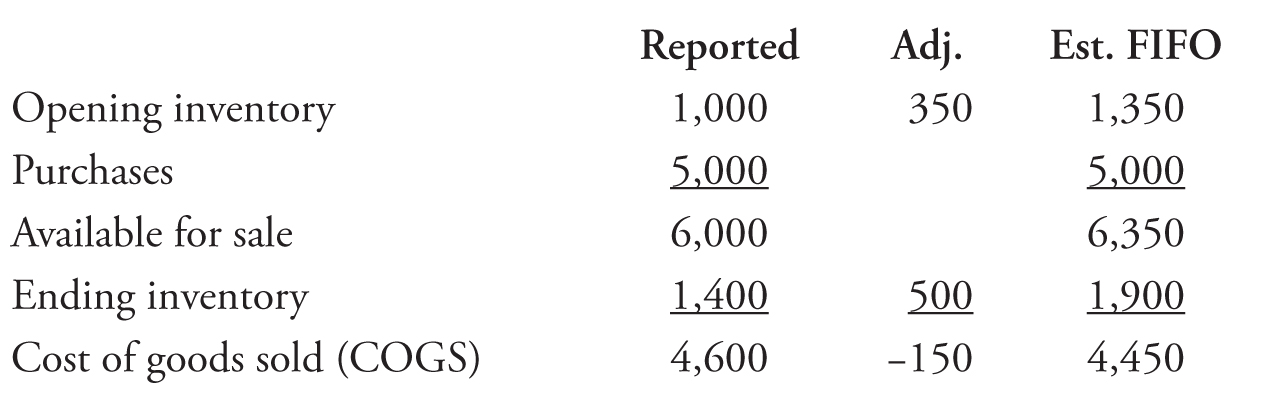 Reported Adj. Est. FIFO
Opening inventory 1,000 350 1,350
Purchases 5,000 5,000
Available for sale 6,000 6,350
Ending inventory 1,400 500 1,900
Cost of goods sold (COGS) 4,600 –150 4,450